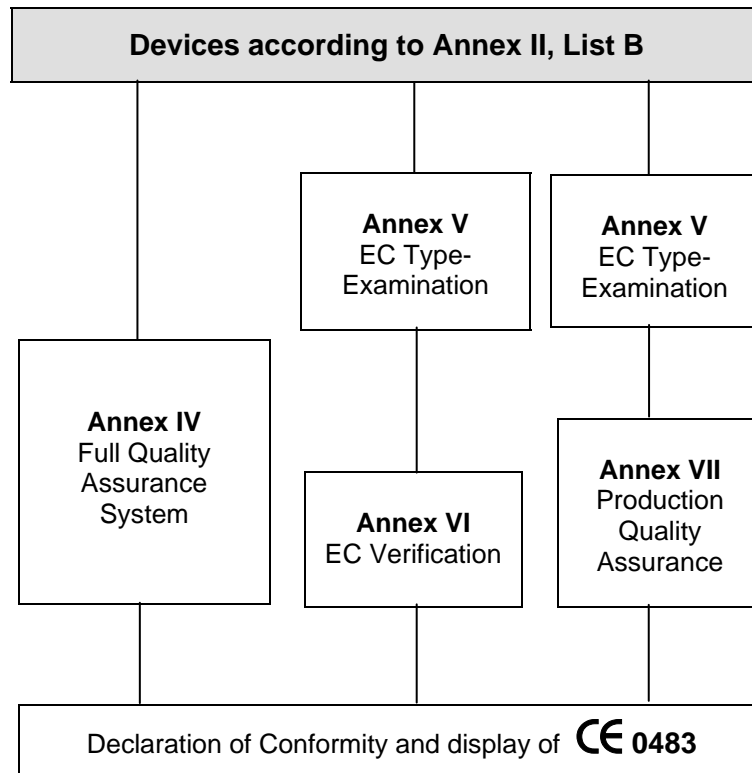 Devices according to Annex II, List B
Annex V
EC Type-
Examination
Annex V
EC Type-
Examination
Annex IV
Full Quality
Assurance
System
Annex VI
EC Verification
Annex VII
Production
Quality
Assurance
Declaration of Conformity and display of CE 0483